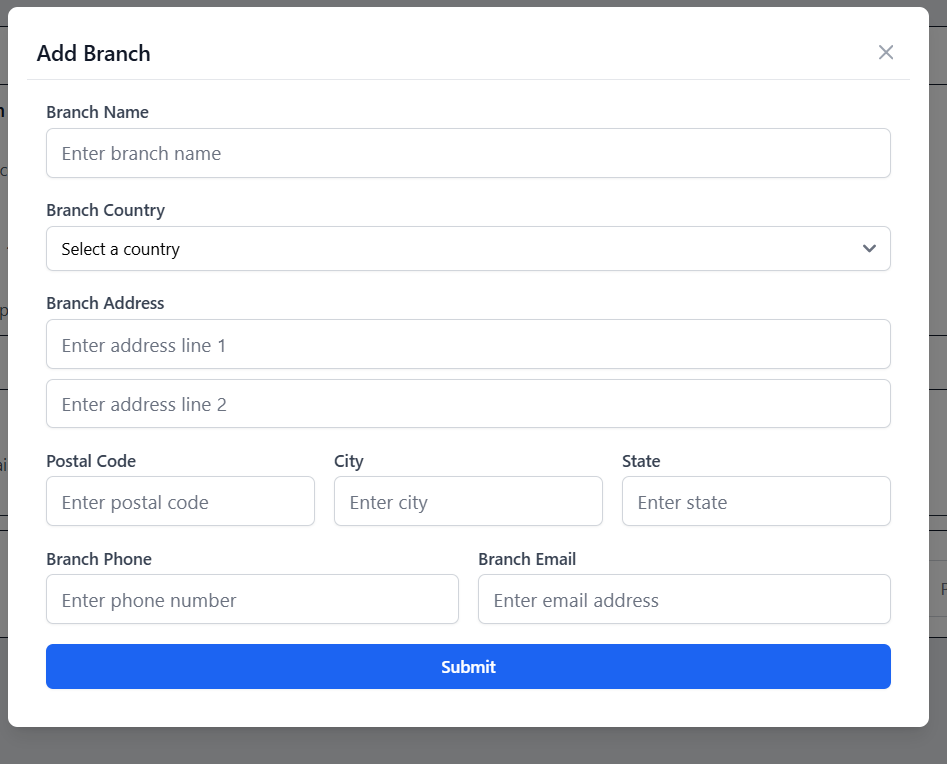 Add Branch
Branch Name
Enter branch name
Branch Country
Select a country
Branch Address
Enter address line 1
Enter address line 2
Postal Code City State
Enter postal code Enter city Enter state
Branch Phone Branch Email
Enter phone number Enter email address
Submit